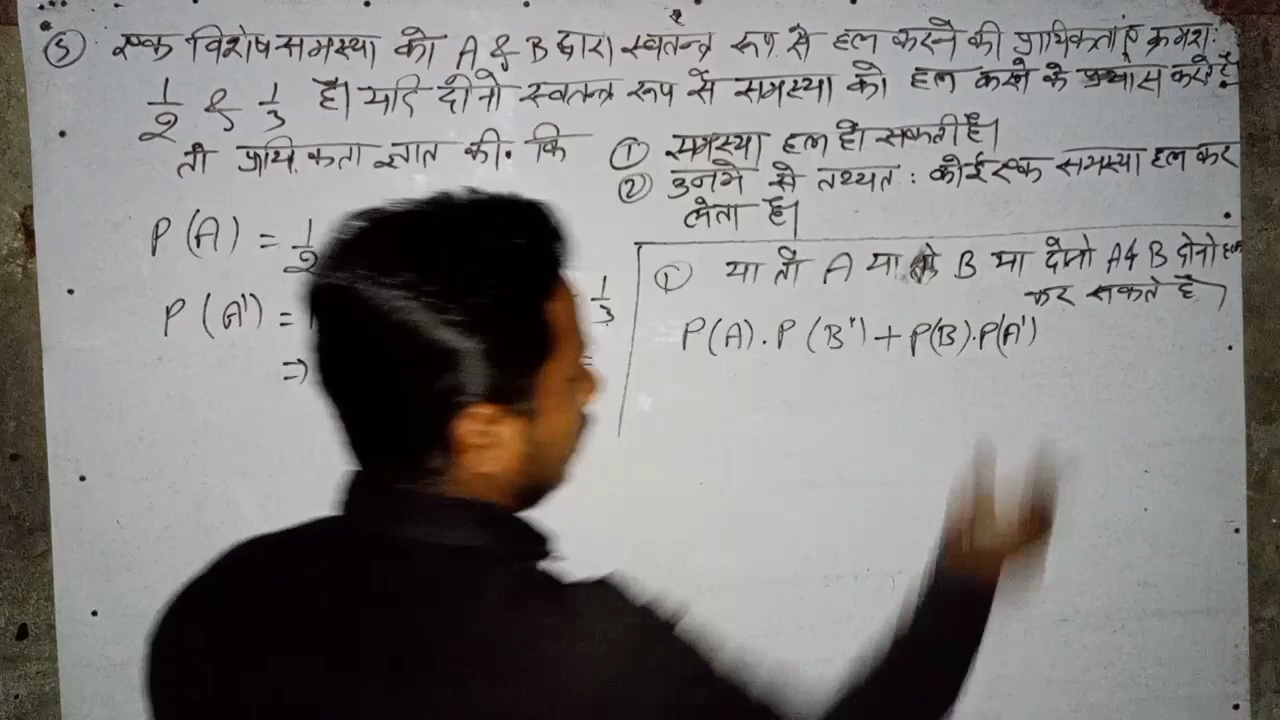 ⑤ एक विशेष समस्या को A & B द्वारा स्वतन्त्र रूप से हल करने की प्रायिकताएं क्रमशः
1/2 & 1/3 है। यदि दोनो स्वतन्त्र रूप से समस्या को हल करने के प्रयास करते हैं
तो प्रायिकता ज्ञात की. कि
① समस्या हल हो सकती है।
② उनमे से तथ्यत : कोई एक समस्या हल कर
लेता है।
P(A) = 1/2
P(A') =
1/3
⇒
=
① या तो A या तो B या दोनो A & B दोनो हल
कर सकते है
P(A).P(B') + P(B).P(A')